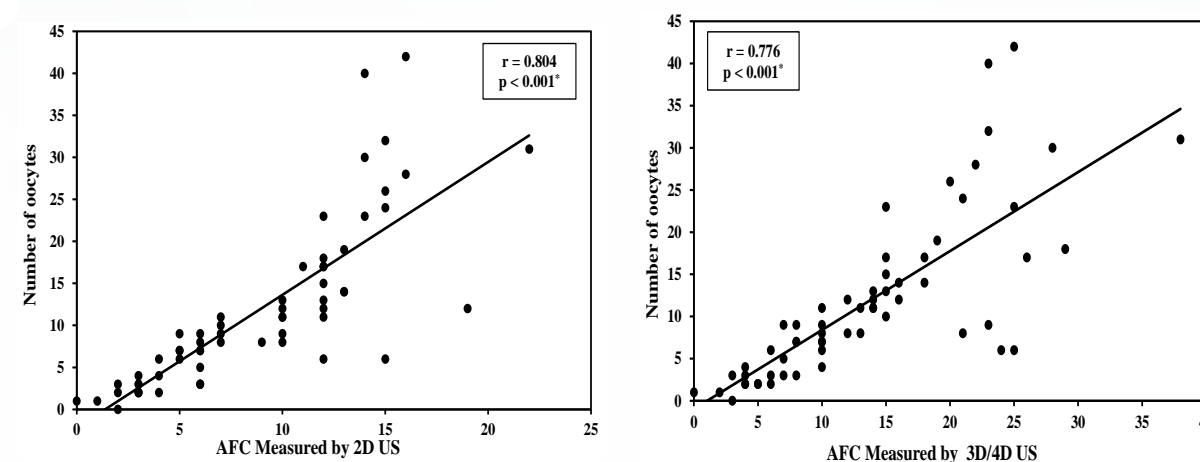 45
40
35
30
25
20
15
10
5
0
Number of oocytes
r = 0.804
p < 0.001*
0 5 10 15 20 25
AFC Measured by 2D US
45
40
35
30
25
20
15
10
5
0
Number of oocytes
r = 0.776
p < 0.001*
0 5 10 15 20 25 30 35
AFC Measured by 3D/4D US